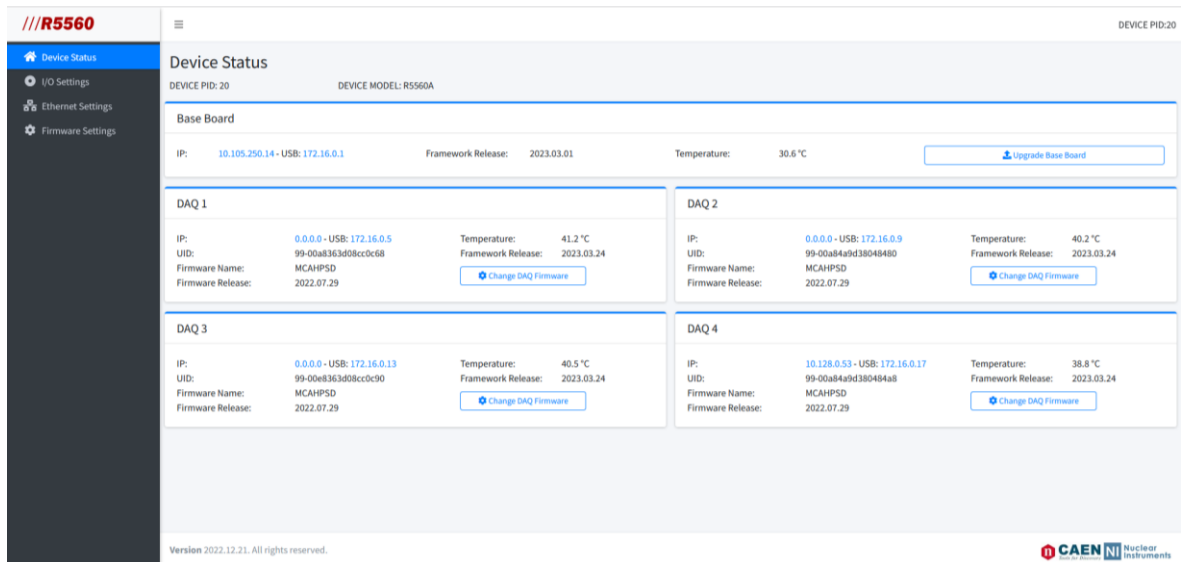 ///R5560
DEVICE PID:20
Device Status
I/O Settings
Ethernet Settings
Firmware Settings
Device Status
DEVICE PID: 20 DEVICE MODEL: R5560A
Base Board
IP: 10.105.250.14 - USB: 172.16.0.1 Framework Release: 2023.03.01 Temperature: 30.6 °C Upgrade Base Board
DAQ 1
IP: 0.0.0.0 - USB: 172.16.0.5 Temperature: 41.2 °C
UID: 99-00a8363d08cc0c68 Framework Release: 2023.03.24
Firmware Name: MCAHPSD Change DAQ Firmware
Firmware Release: 2022.07.29
DAQ 2
IP: 0.0.0.0 - USB: 172.16.0.9 Temperature: 40.2 °C
UID: 99-00a84a9d38048480 Framework Release: 2023.03.24
Firmware Name: MCAHPSD Change DAQ Firmware
Firmware Release: 2022.07.29
DAQ 3
IP: 0.0.0.0 - USB: 172.16.0.13 Temperature: 40.5 °C
UID: 99-00e8363d08cc0c90 Framework Release: 2023.03.24
Firmware Name: MCAHPSD Change DAQ Firmware
Firmware Release: 2022.07.29
DAQ 4
IP: 10.128.0.53 - USB: 172.16.0.17 Temperature: 38.8 °C
UID: 99-00a84a9d380484a8 Framework Release: 2023.03.24
Firmware Name: MCAHPSD Change DAQ Firmware
Firmware Release: 2022.07.29
Version 2022.12.21. All rights reserved.
CAEN NI Nuclear Instruments